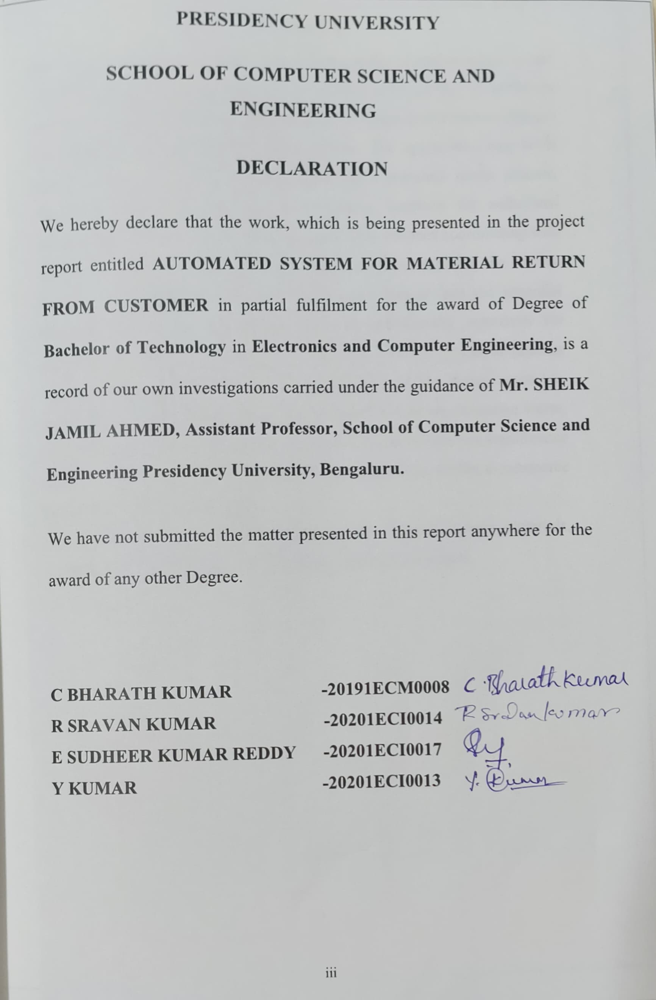 PRESIDENCY UNIVERSITY
SCHOOL OF COMPUTER SCIENCE AND
ENGINEERING
DECLARATION
We hereby declare that the work, which is being presented in the project
report entitled AUTOMATED SYSTEM FOR MATERIAL RETURN
FROM CUSTOMER in partial fulfilment for the award of Degree of
Bachelor of Technology in Electronics and Computer Engineering, is a
record of our own investigations carried under the guidance of Mr. SHEIK
JAMIL AHMED, Assistant Professor, School of Computer Science and
Engineering Presidency University, Bengaluru.
We have not submitted the matter presented in this report anywhere for the
award of any other Degree.
C BHARATH KUMAR -20191ECM0008 C. Bharath Kumar
R SRAVAN KUMAR -20201ECI0014 R Sravan kumar
E SUDHEER KUMAR REDDY -20201ECI0017
Y KUMAR -20201ECI0013 Y. Kumar
iii